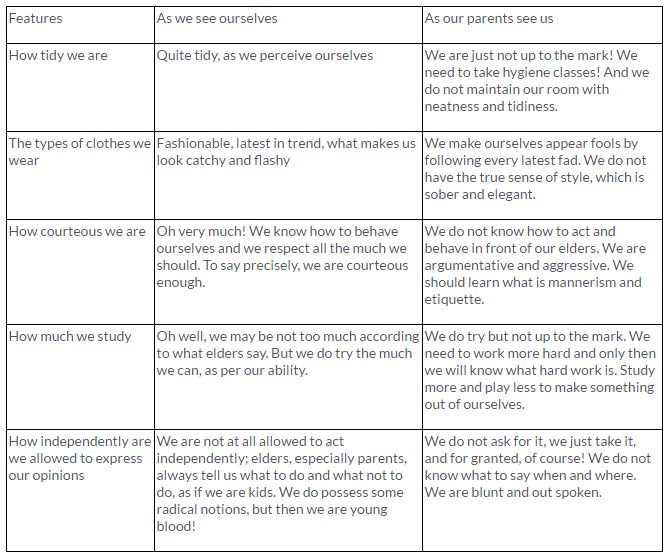 Features
As we see ourselves
As our parents see us
How tidy we are
Quite tidy, as we perceive ourselves
We are just not up to the mark! We
need to take hygiene classes! And we
do not maintain our room with
neatness and tidiness.
The types of clothes we
wear
Fashionable, latest in trend, what makes us
look catchy and flashy
We make ourselves appear fools by
following every latest fad. We do not
have the true sense of style, which is
sober and elegant.
How courteous we are
Oh very much! We know how to behave
ourselves and we respect all the much we
should. To say precisely, we are courteous
enough.
We do not know how to act and
behave in front of our elders. We are
argumentative and aggressive. We
should learn what is mannerism and
etiquette.
How much we study
Oh well, we may be not too much according
to what elders say. But we do try the much
we can, as per our ability.
We do try but not up to the mark. We
need to work more hard and only then
we will know what hard work is. Study
more and play less to make something
out of ourselves.
How independently are
we allowed to express
our opinions
We are not at all allowed to act
independently; elders, especially parents,
always tell us what to do and what not to
do, as if we are kids. We do possess some
radical notions, but then we are young
blood!
We do not ask for it, we just take it,
and for granted, of course! We do not
know what to say when and where.
We are blunt and out spoken.